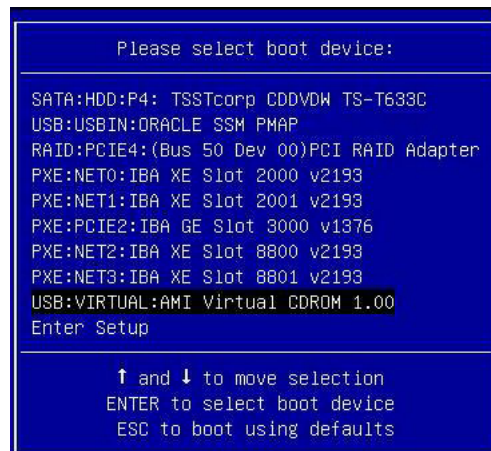 Please select boot device:
SATA:HDD:P4: TSSTcorp CDDVDW TS-T633C
USB:USBIN:ORACLE SSM PMAP
RAID:PCIE4:(Bus 50 Dev 00)PCI RAID Adapter
PXE:NET0:IBA XE Slot 2000 v2193
PXE:NET1:IBA XE Slot 2001 v2193
PXE:PCIE2:IBA GE Slot 3000 v1376
PXE:NET2:IBA XE Slot 8800 v2193
PXE:NET3:IBA XE Slot 8801 v2193
USB:VIRTUAL:AMI Virtual CDROM 1.00
Enter Setup
↑ and ↓ to move selection
ENTER to select boot device
ESC to boot using defaults